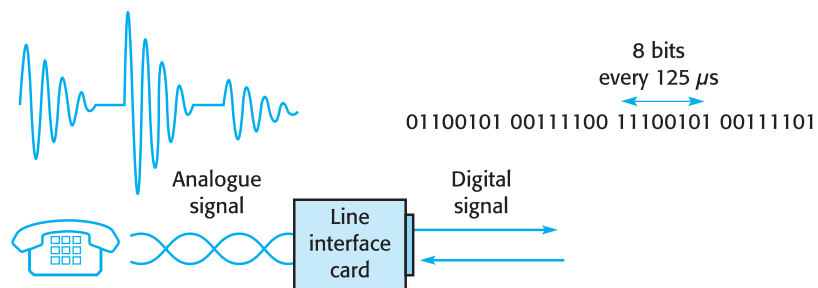 8 bits
every 125 µs
01100101 00111100 11100101 00111101
Analogue
signal
Digital
signal
Line
interface
card